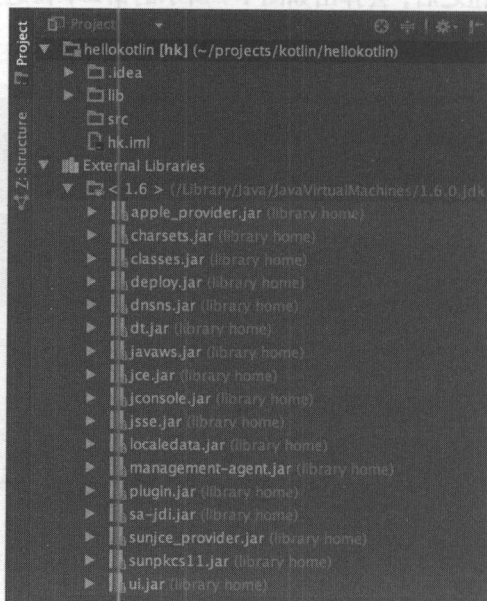 Project
Project
Z: Structure
hellokotlin [hk] (~/projects/kotlin/hellokotlin)
.idea
lib
src
hk.iml
External Libraries
< 1.6 > (/Library/Java/JavaVirtualMachines/1.6.0.jdk
apple_provider.jar (library home)
charsets.jar (library home)
classes.jar (library home)
deploy.jar (library home)
dnsns.jar (library home)
dt.jar (library home)
javaws.jar (library home)
jce.jar (library home)
jconsole.jar (library home)
jsse.jar (library home)
localedata.jar (library home)
management-agent.jar (library home)
plugin.jar (library home)
sa-jdi.jar (library home)
sunjce_provider.jar (library home)
sunpkcs11.jar (library home)
ui.jar (library home)